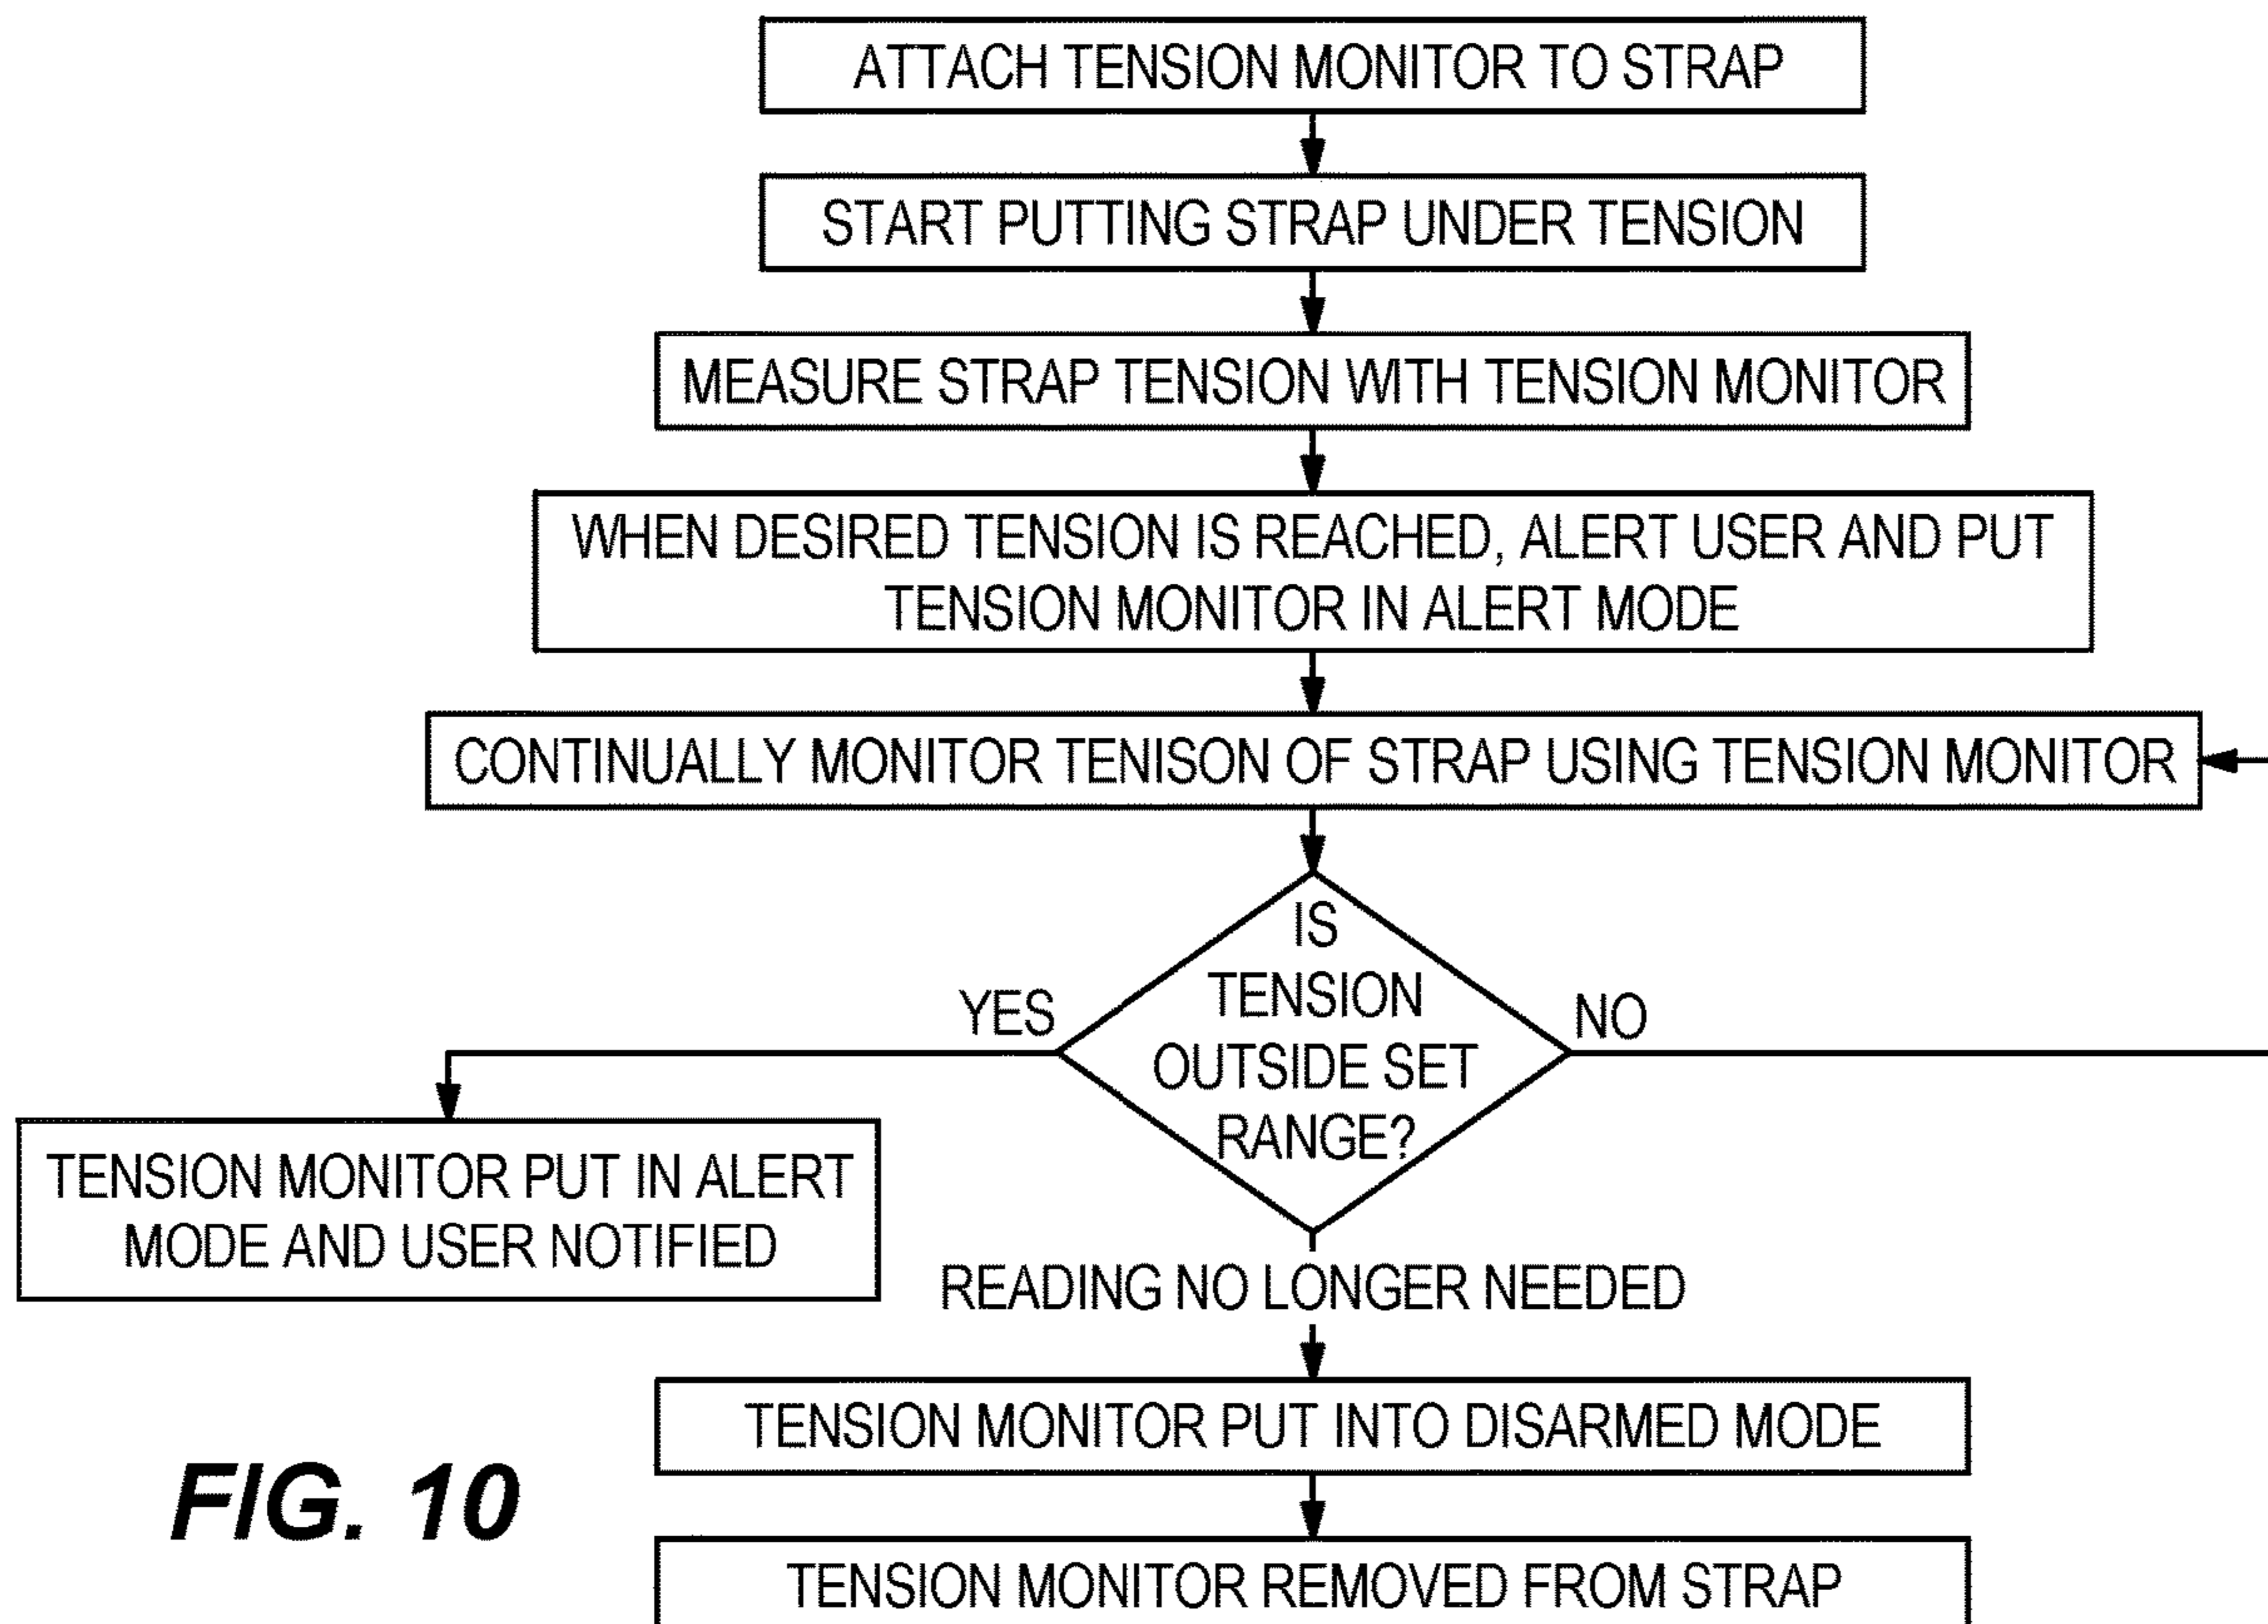 ATTACH TENSION MONITOR TO STRAP
START PUTTING STRAP UNDER TENSION
MEASURE STRAP TENSION WITH TENSION MONITOR
WHEN DESIRED TENSION IS REACHED, ALERT USER AND PUT
TENSION MONITOR IN ALERT MODE
CONTINUALLY MONITOR TENISON OF STRAP USING TENSION MONITOR
IS
TENSION
OUTSIDE SET
RANGE?
YES
NO
TENSION MONITOR PUT IN ALERT
MODE AND USER NOTIFIED
READING NO LONGER NEEDED
TENSION MONITOR PUT INTO DISARMED MODE
TENSION MONITOR REMOVED FROM STRAP
FIG. 10